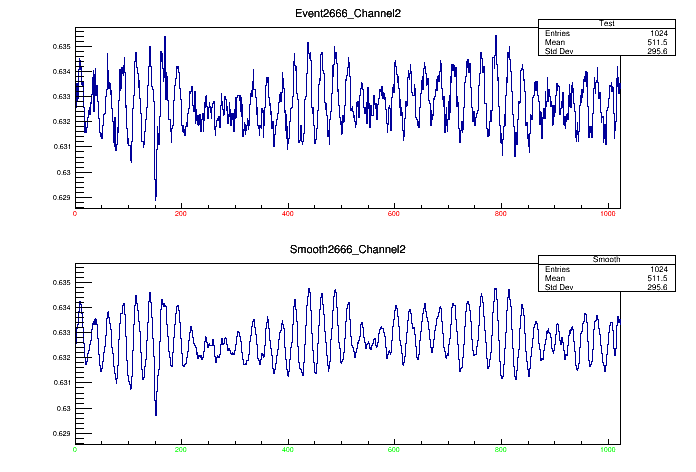 Event2666_Channel2
Test
Entries 1024
Mean 511.5
Std Dev 295.6
0.635
0.634
0.633
0.632
0.631
0.63
0.629
0 200 400 600 800 1000
Smooth2666_Channel2
Smooth
Entries 1024
Mean 511.5
Std Dev 295.6
0.635
0.634
0.633
0.632
0.631
0.63
0.629
0 200 400 600 800 1000